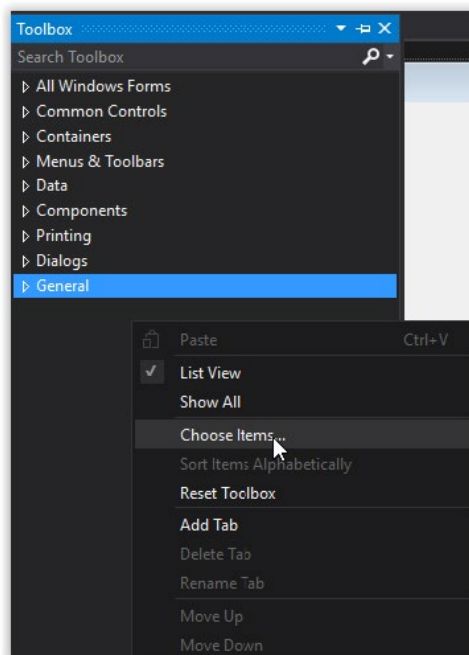 Toolbox
Search Toolbox
All Windows Forms
Common Controls
Containers
Menus & Toolbars
Data
Components
Printing
Dialogs
General
Paste Ctrl+V
List View
Show All
Choose Items...
Sort Items Alphabetically
Reset Toolbox
Add Tab
Delete Tab
Rename Tab
Move Up
Move Down